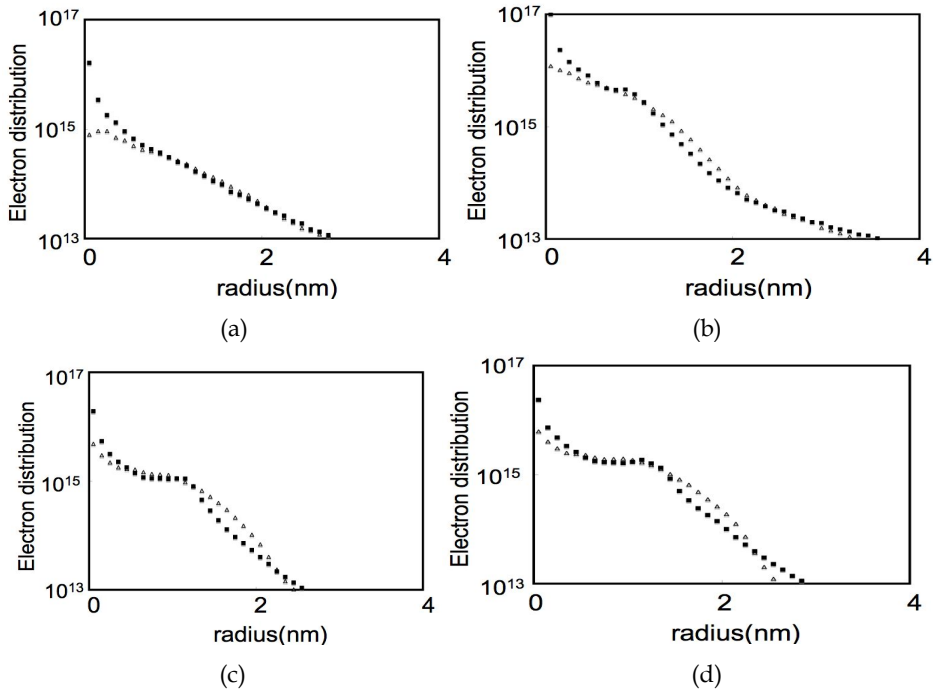 10^17
10^15
10^13
Electron distribution
0 2 4
radius(nm)
(a)
10^17
10^15
10^13
Electron distribution
0 2 4
radius(nm)
(b)
10^17
10^15
10^13
Electron distribution
0 2 4
radius(nm)
(c)
10^17
10^15
10^13
Electron distribution
0 2 4
radius(nm)
(d)